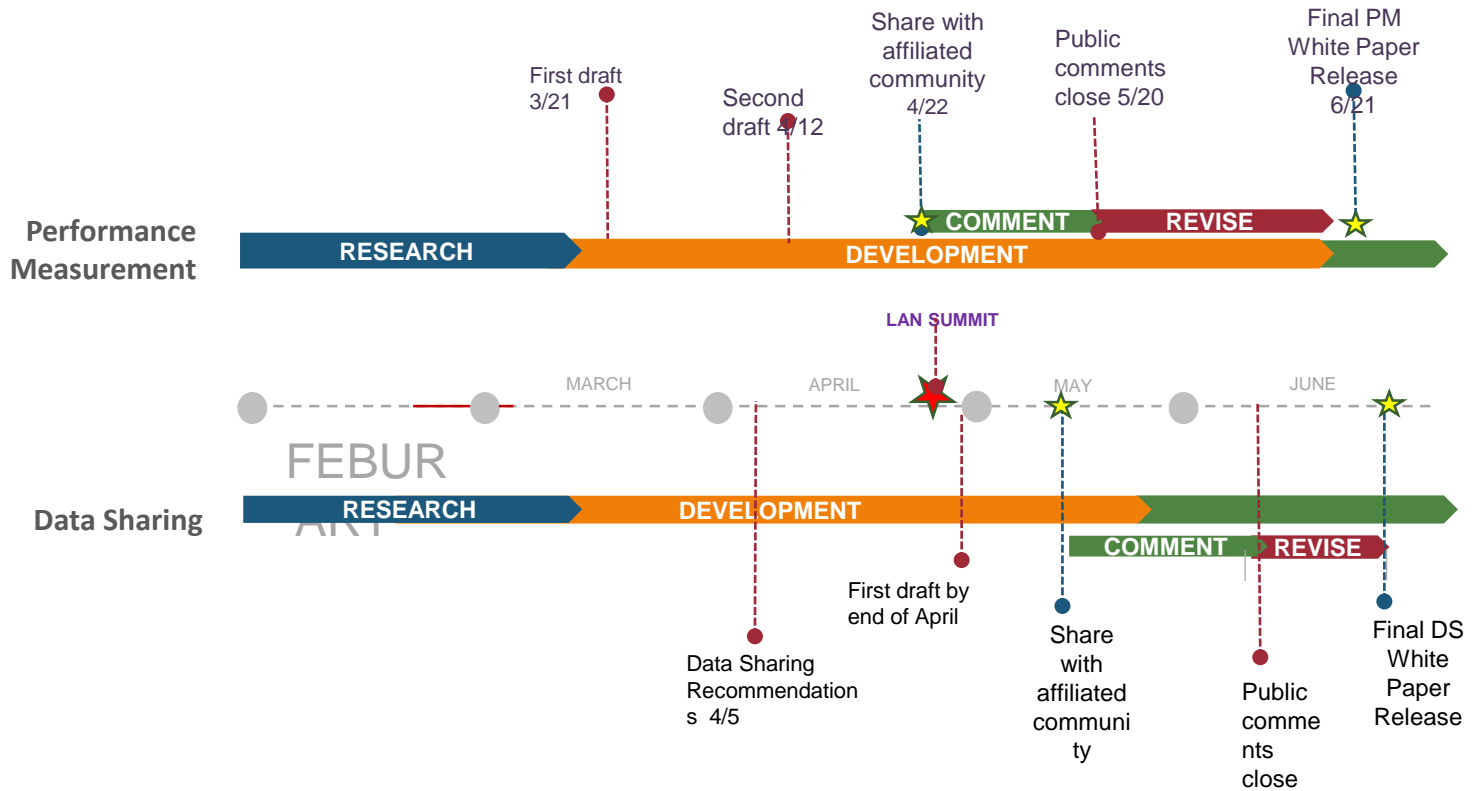 First draft
3/21
Second
draft 4/12
Share with
affiliated
community
4/22
Public
comments
close 5/20
Final PM
White Paper
Release
6/21
Performance
Measurement
COMMENT
REVISE
RESEARCH
DEVELOPMENT
LAN SUMMIT
MARCH
APRIL
MAY
JUNE
FEBUR
ARY
Data Sharing
RESEARCH
DEVELOPMENT
COMMENT
REVISE
First draft by
end of April
Data Sharing
Recommendation
s 4/5
Share
with
affiliated
communi
ty
Public
comme
nts
close
Final DS
White
Paper
Release